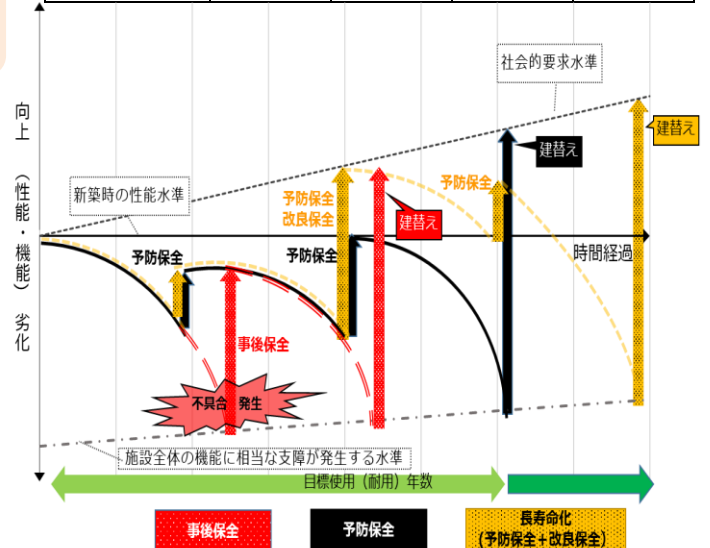 社会的要求水準
向上 (性能・機能) 劣化
建替え
建替え
新築時の性能水準
予防保全
改良保全
予防保全
建替え
予防保全
予防保全
時間経過
事後保全
不具合 発生
施設全体の機能に相当な支障が発生する水準
目標使用（耐用）年数
事後保全
予防保全
長寿命化
(予防保全＋改良保全)